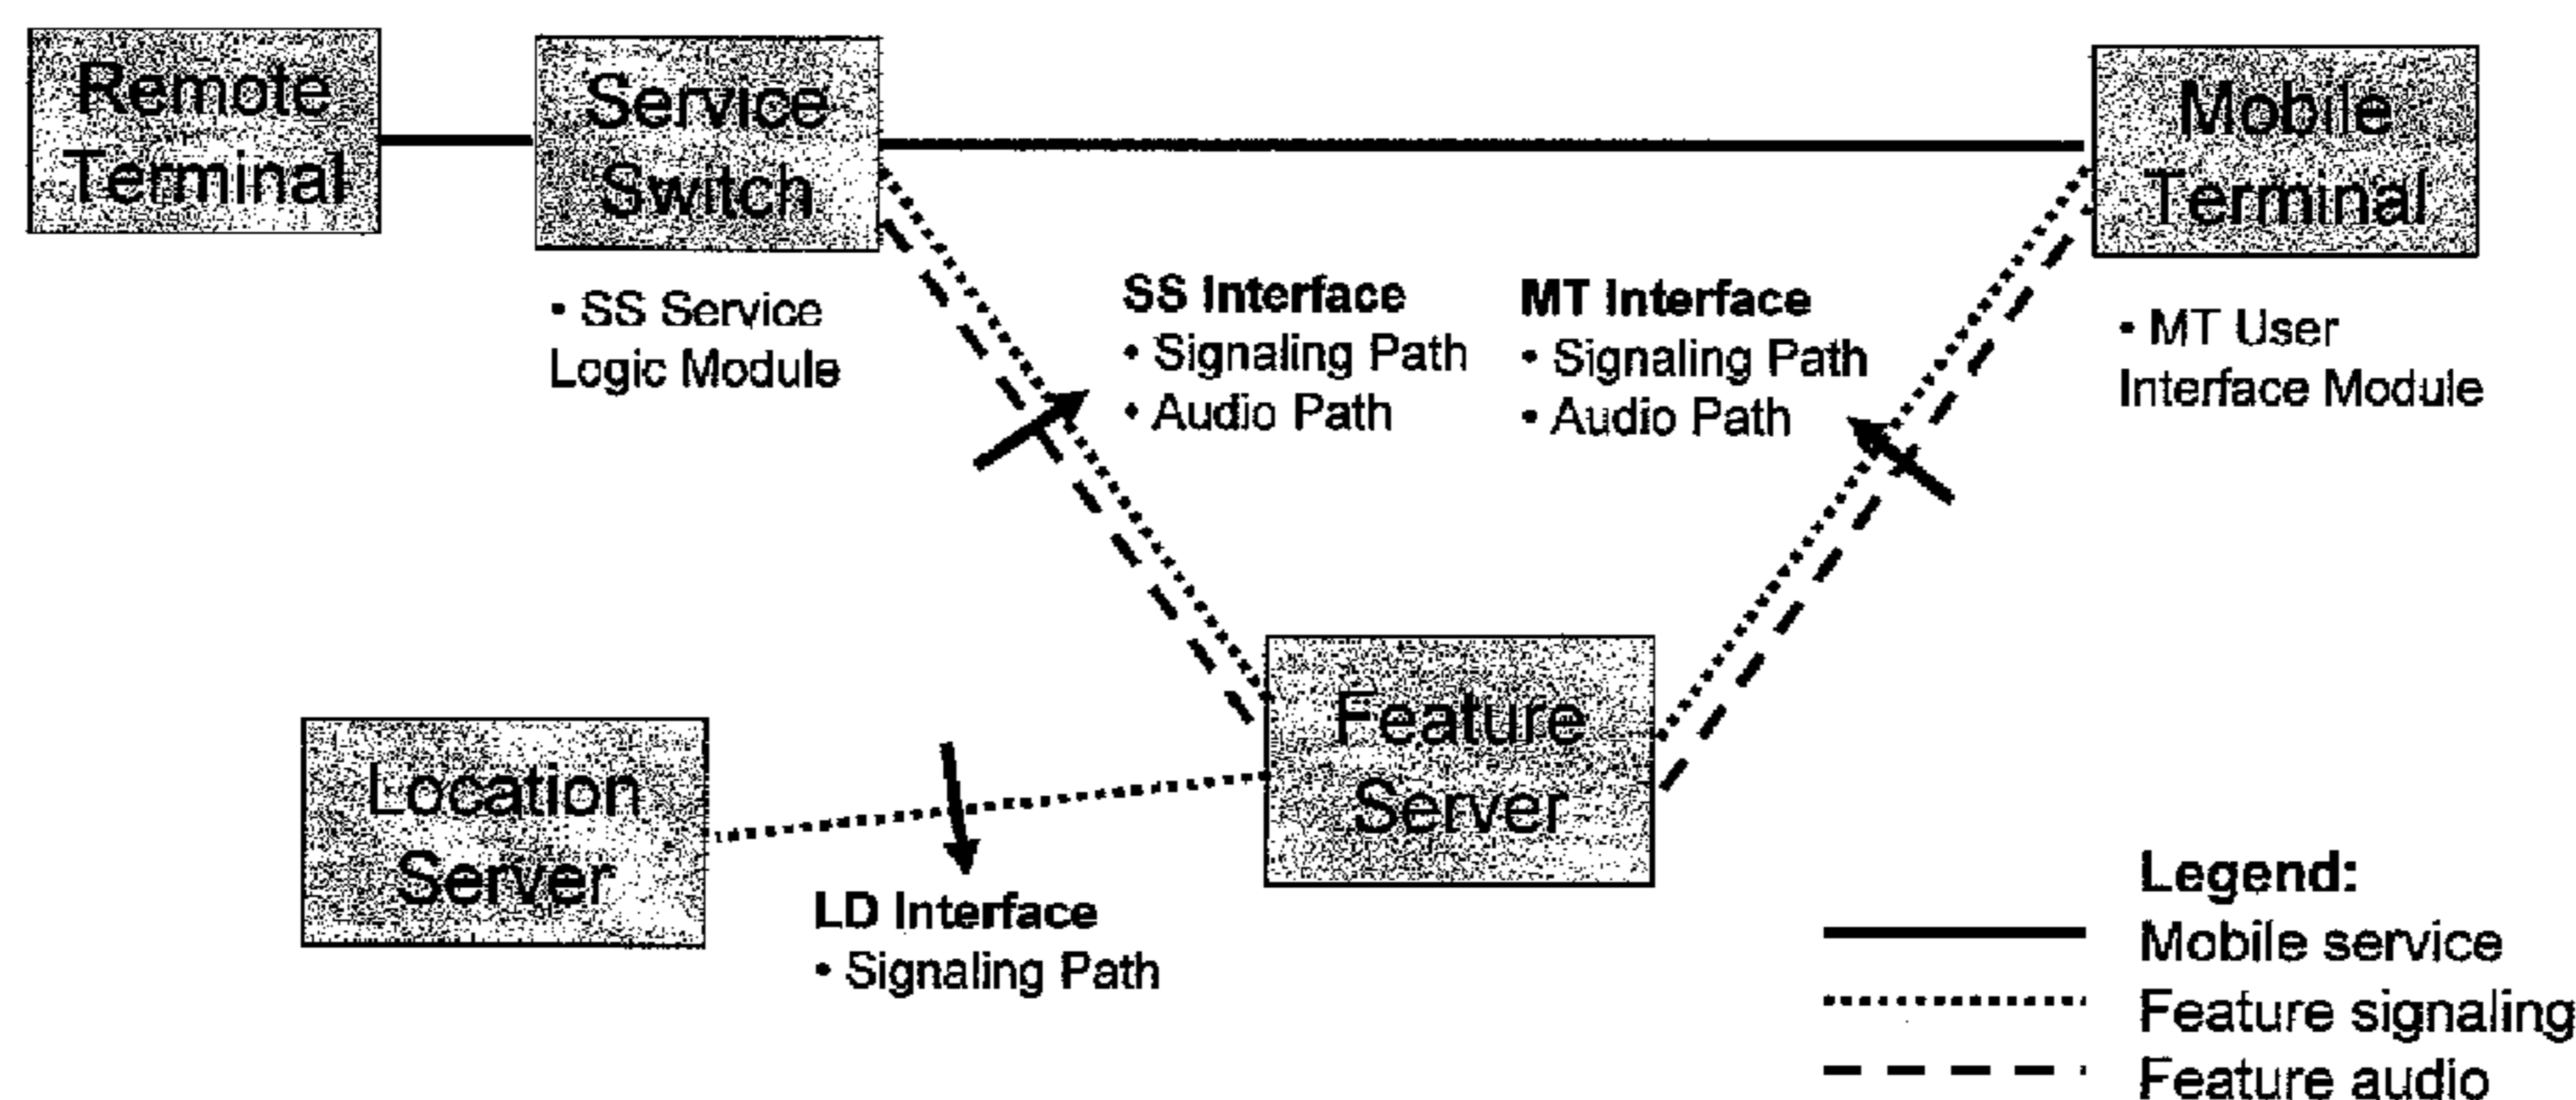 Remote
Terminal
Service
Switch
Mobile
Terminal
• SS Service
Logic Module
SS Interface
• Signaling Path
• Audio Path
MT Interface
• Signaling Path
• Audio Path
• MT User
Interface Module
Location
Server
Feature
Server
LD Interface
• Signaling Path
Legend:
Mobile service
Feature signaling
Feature audio